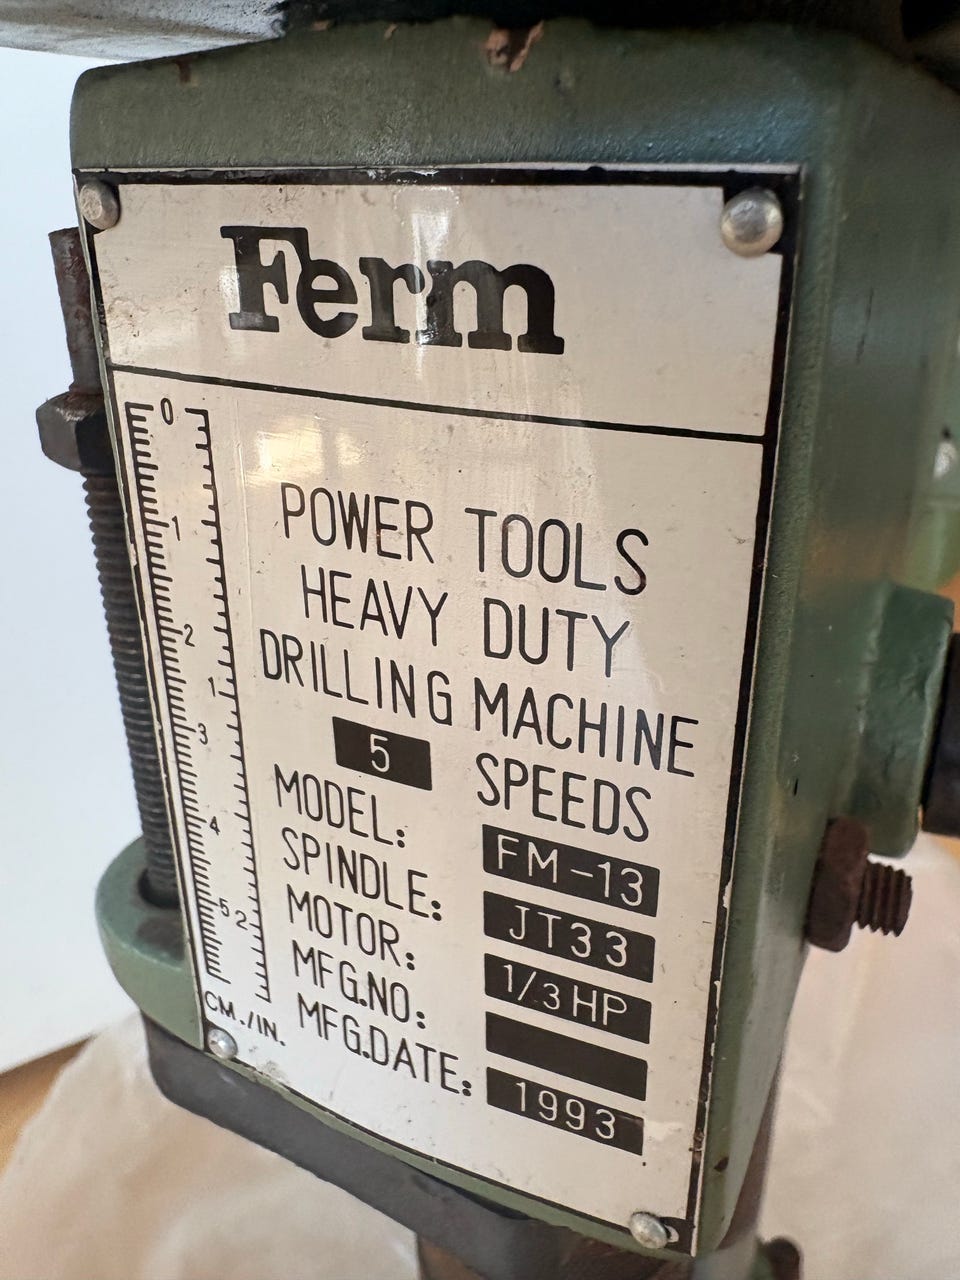 Ferm
0
1
2
1
3
4
5 2
CM./IN.
POWER TOOLS
HEAVY DUTY
DRILLING MACHINE
5 SPEEDS
MODEL: FM-13
SPINDLE: JT33
MOTOR: 1/3HP
MFG.NO:
MFG.DATE: 1993